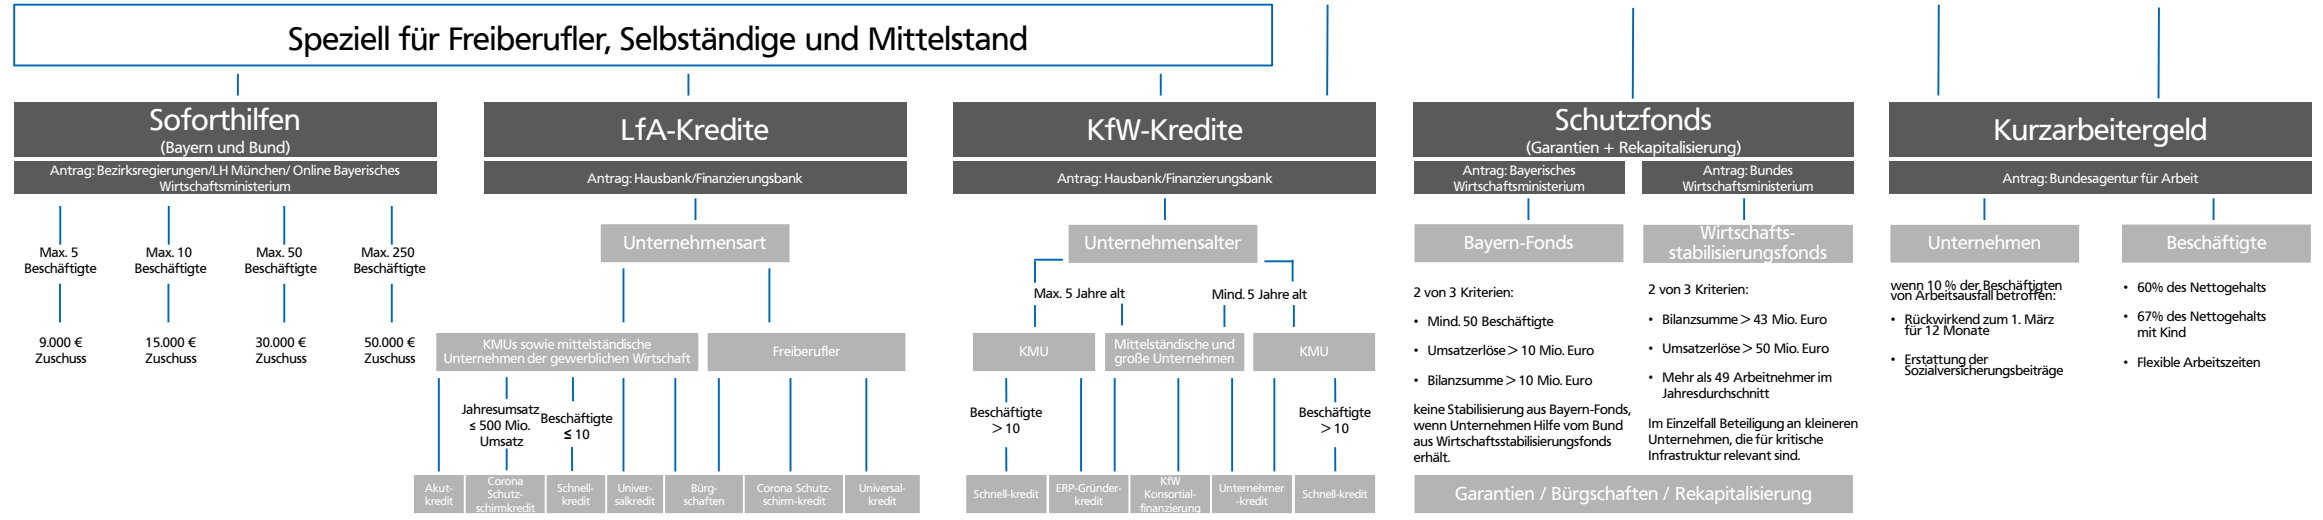 Speziell für Freiberufler, Selbständige und Mittelstand
Soforthilfen
(Bayern und Bund)
Antrag: Bezirksregierungen/LH München/ Online Bayerisches
Wirtschaftsministerium
Max. 5
Beschäftigte
Max. 10
Beschäftigte
Max. 50
Beschäftigte
Max. 250
Beschäftigte
9.000 €
Zuschuss
15.000 €
Zuschuss
30.000 €
Zuschuss
50.000 €
Zuschuss
LfA-Kredite
Antrag: Hausbank/Finanzierungsbank
Unternehmensart
KMUs sowie mittelständische
Unternehmen der gewerblichen Wirtschaft
Freiberufler
Jahresumsatz
≤ 500 Mio.
Umsatz
Beschäftigte
≤ 10
Akut-
kredit
Corona
Schutz-
schirmkredit
Schnell-
kredit
Univer-
salkredit
Bürg-
schaften
Corona Schutz-
schirm-kredit
Universal-
kredit
KfW-Kredite
Antrag: Hausbank/Finanzierungsbank
Unternehmensalter
Max. 5 Jahre alt
Mind. 5 Jahre alt
KMU
Mittelständische und
große Unternehmen
KMU
Beschäftigte
> 10
Beschäftigte
> 10
Schnell-kredit
ERP-Gründer-
kredit
KfW
Konsortial-
finanzierung
Unternehmer
-kredit
Schnell-kredit
Schutzfonds
(Garantien + Rekapitalisierung)
Antrag: Bayerisches
Wirtschaftsministerium
Antrag: Bundes
Wirtschaftsministerium
Bayern-Fonds
2 von 3 Kriterien:
• Mind. 50 Beschäftigte
• Umsatzerlöse > 10 Mio. Euro
• Bilanzsumme > 10 Mio. Euro
keine Stabilisierung aus Bayern-Fonds,
wenn Unternehmen Hilfe vom Bund
aus Wirtschaftsstabilisierungsfonds
erhält.
Wirtschafts-
stabilisierungsfonds
2 von 3 Kriterien:
• Bilanzsumme > 43 Mio. Euro
• Umsatzerlöse > 50 Mio. Euro
• Mehr als 49 Arbeitnehmer im
Jahresdurchschnitt
Im Einzelfall Beteiligung an kleineren
Unternehmen, die für kritische
Infrastruktur relevant sind.
Garantien / Bürgschaften / Rekapitalisierung
Kurzarbeitergeld
Antrag: Bundesagentur für Arbeit
Unternehmen
wenn 10 % der Beschäftigten
von Arbeitsausfall betroffen:
• Rückwirkend zum 1. März
für 12 Monate
• Erstattung der
Sozialversicherungsbeiträge
Beschäftigte
• 60% des Nettogehalts
• 67% des Nettogehalts
mit Kind
• Flexible Arbeitszeiten